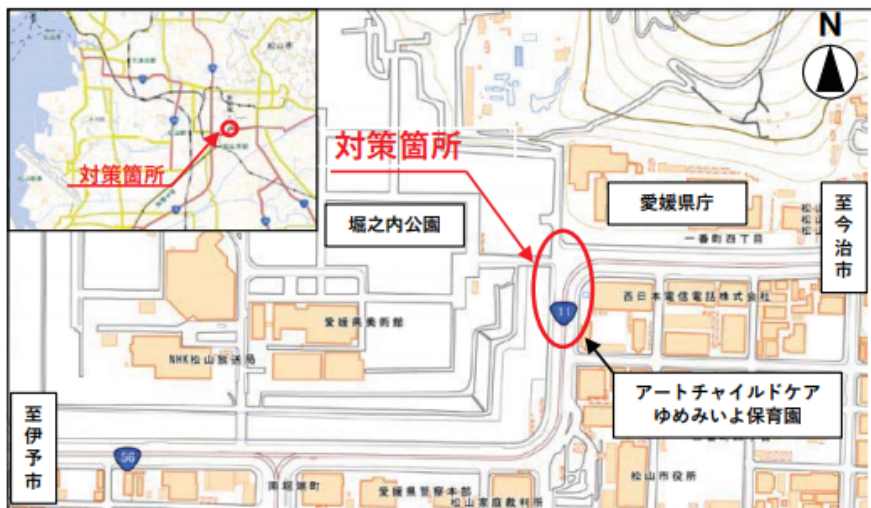 N
対策箇所
対策箇所
堀之内公園
愛媛県庁
至今治市
一番町四丁目
西日本電信電話株式会社
11
愛媛県美術館
NHK松山放送局
アートチャイルドケア
ゆめみいよ保育園
至伊予市
56
南堀端町
愛媛県警察本部
松山家庭裁判所
松山市役所